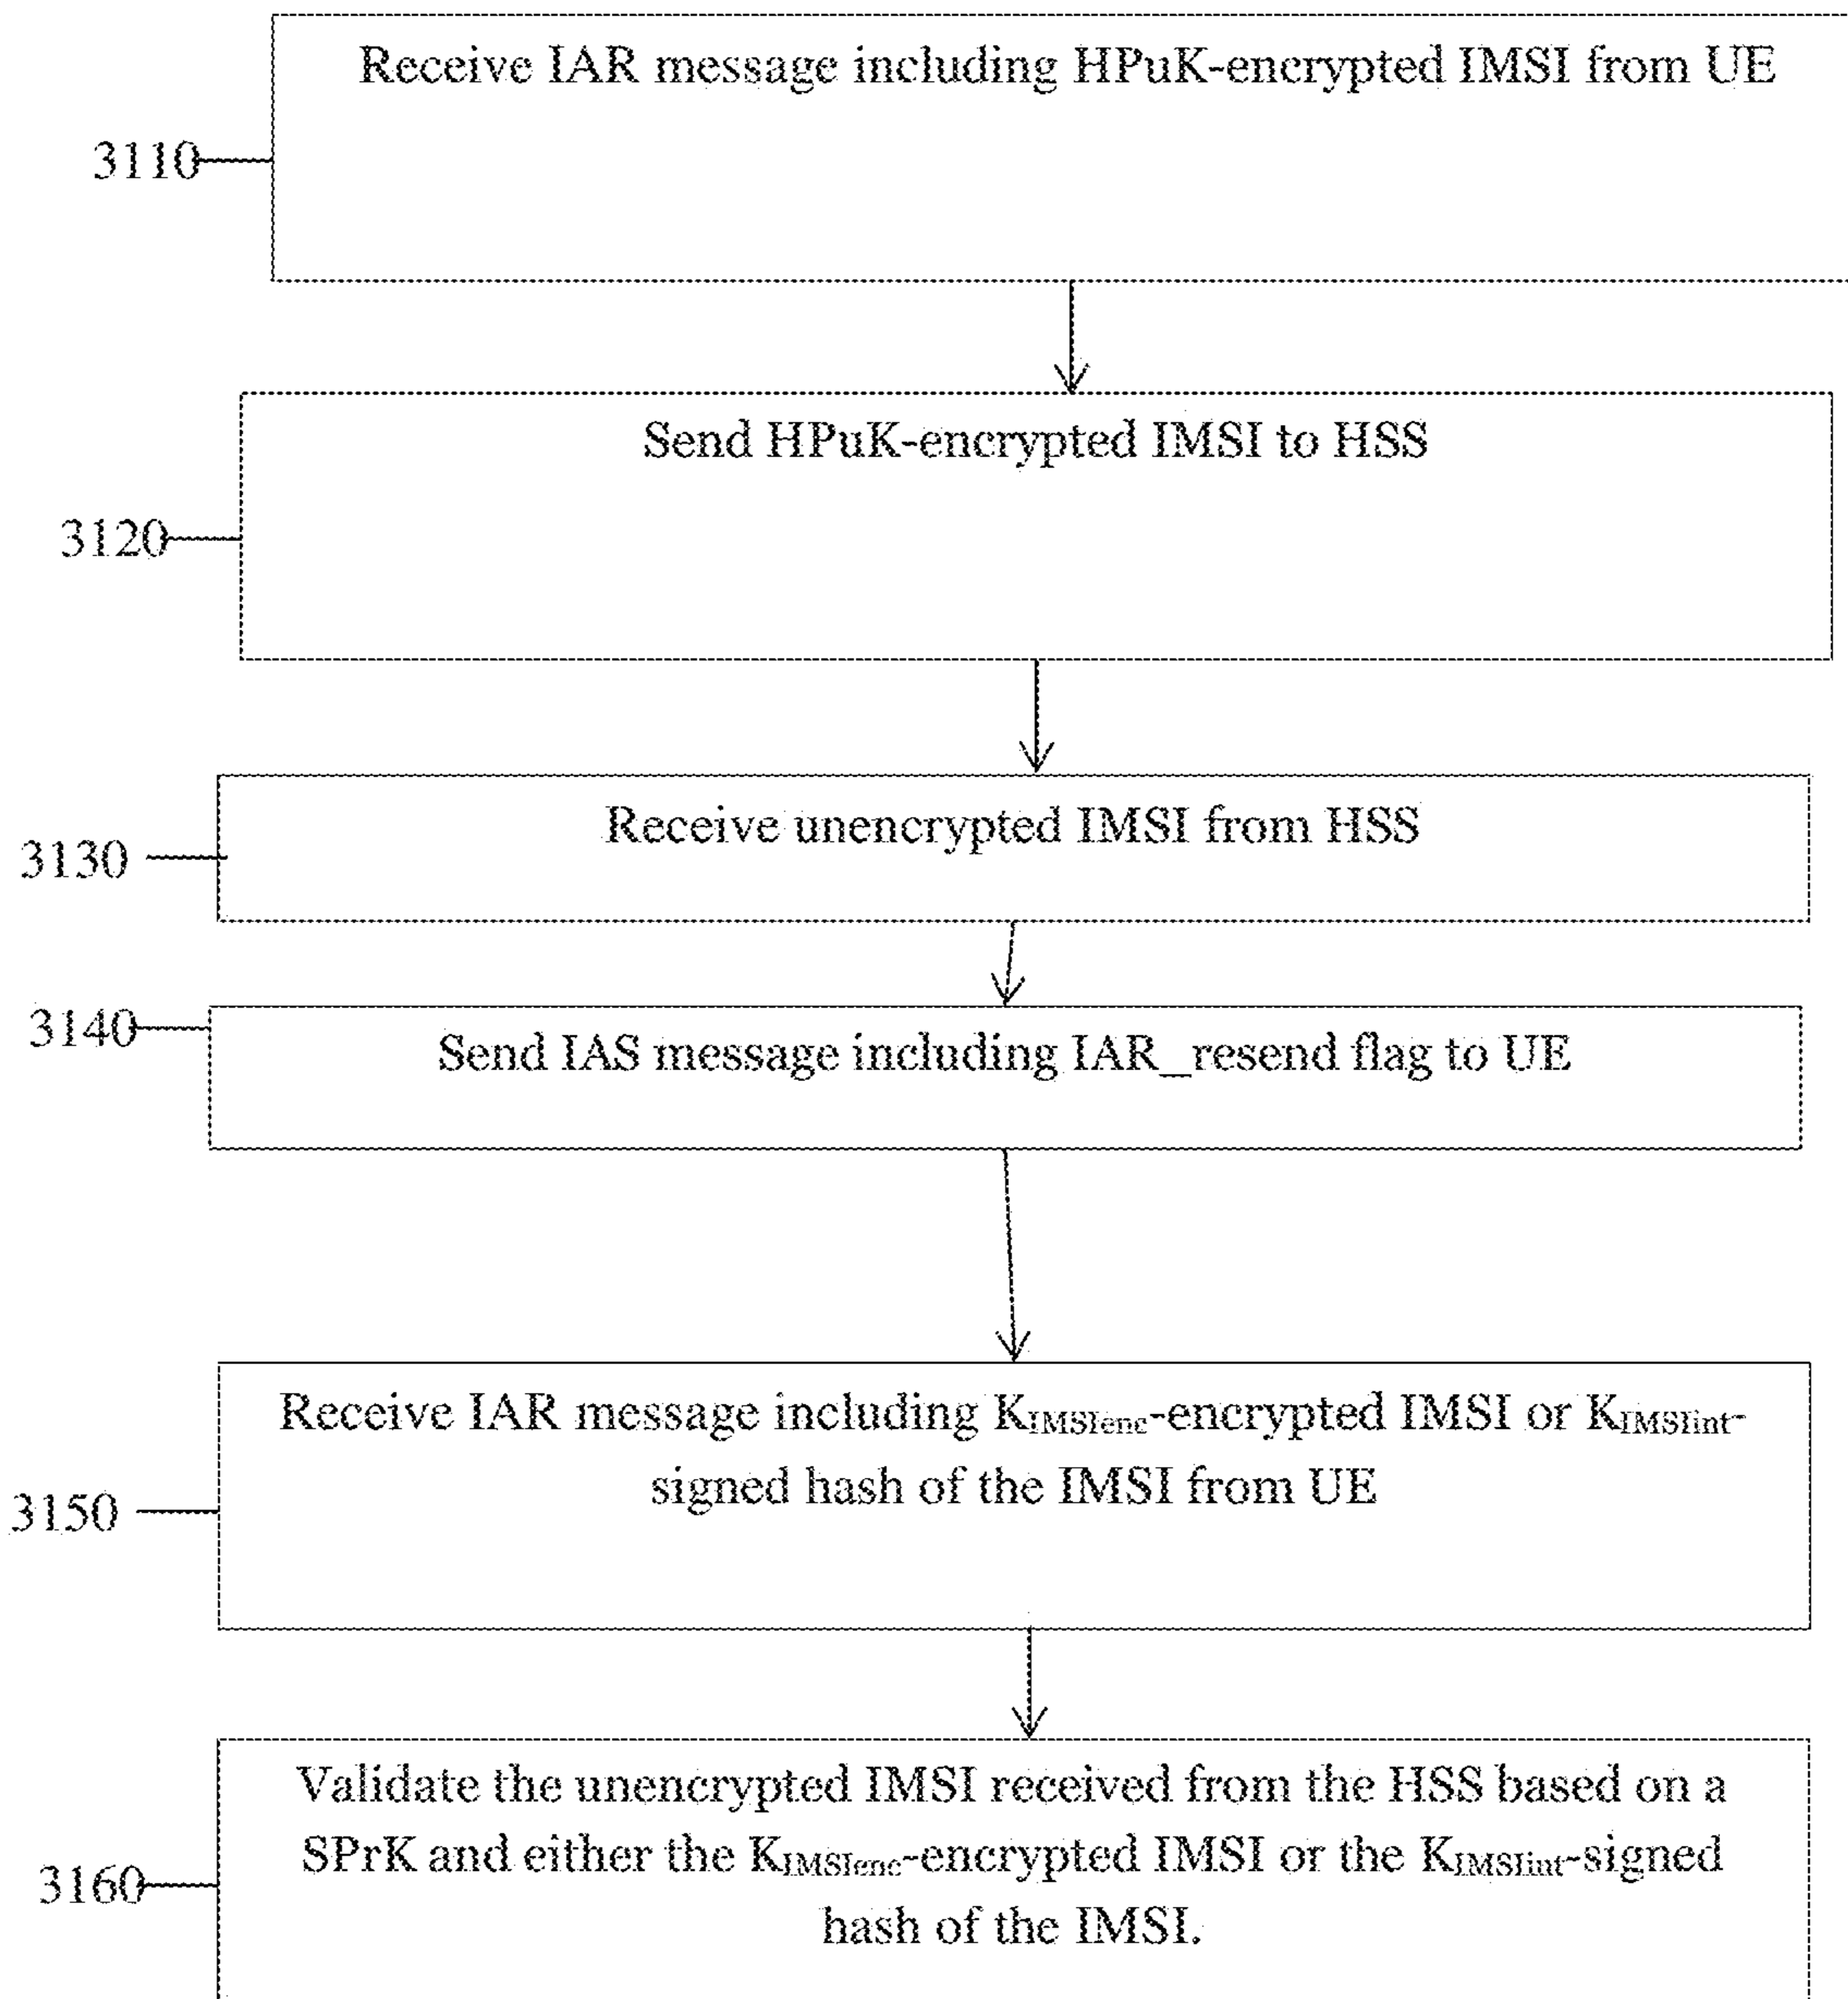 Receive IAR message including HPuK-encrypted IMSI from UE
3110
Send HPuK-encrypted IMSI to HSS
3120
Receive unencrypted IMSI from HSS
3130
3140
Send IAS message including IAR_resend flag to UE
Receive IAR message including KIMSIenc-encrypted IMSI or KIMSIint-
signed hash of the IMSI from UE
3150
Validate the unencrypted IMSI received from the HSS based on a
SPrK and either the KIMSIenc-encrypted IMSI or the KIMSIint-signed
3160
hash of the IMSI.